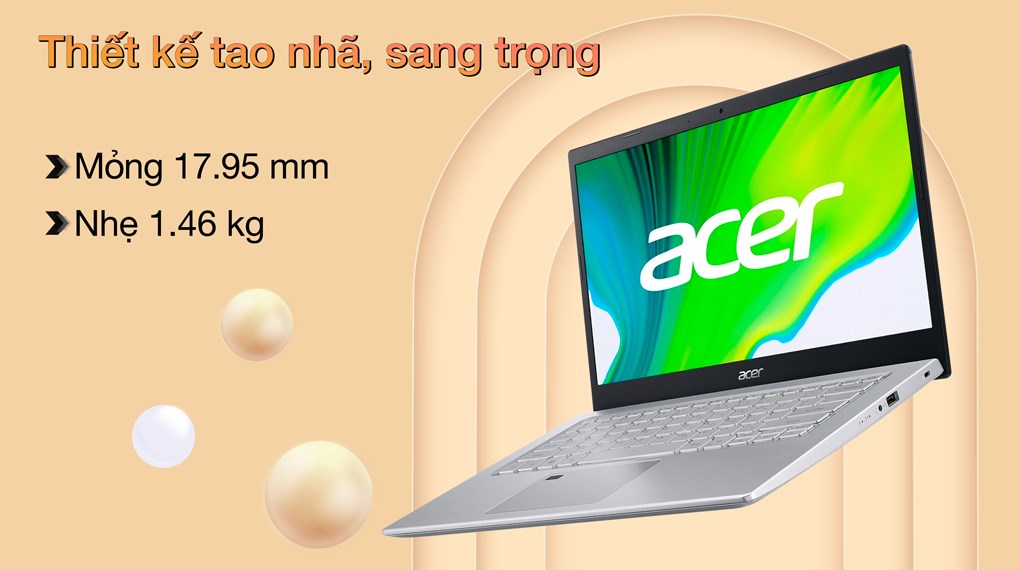 Thiết kế tao nhã, sang trọng
Mỏng 17.95 mm
Nhẹ 1.46 kg
acer
acer